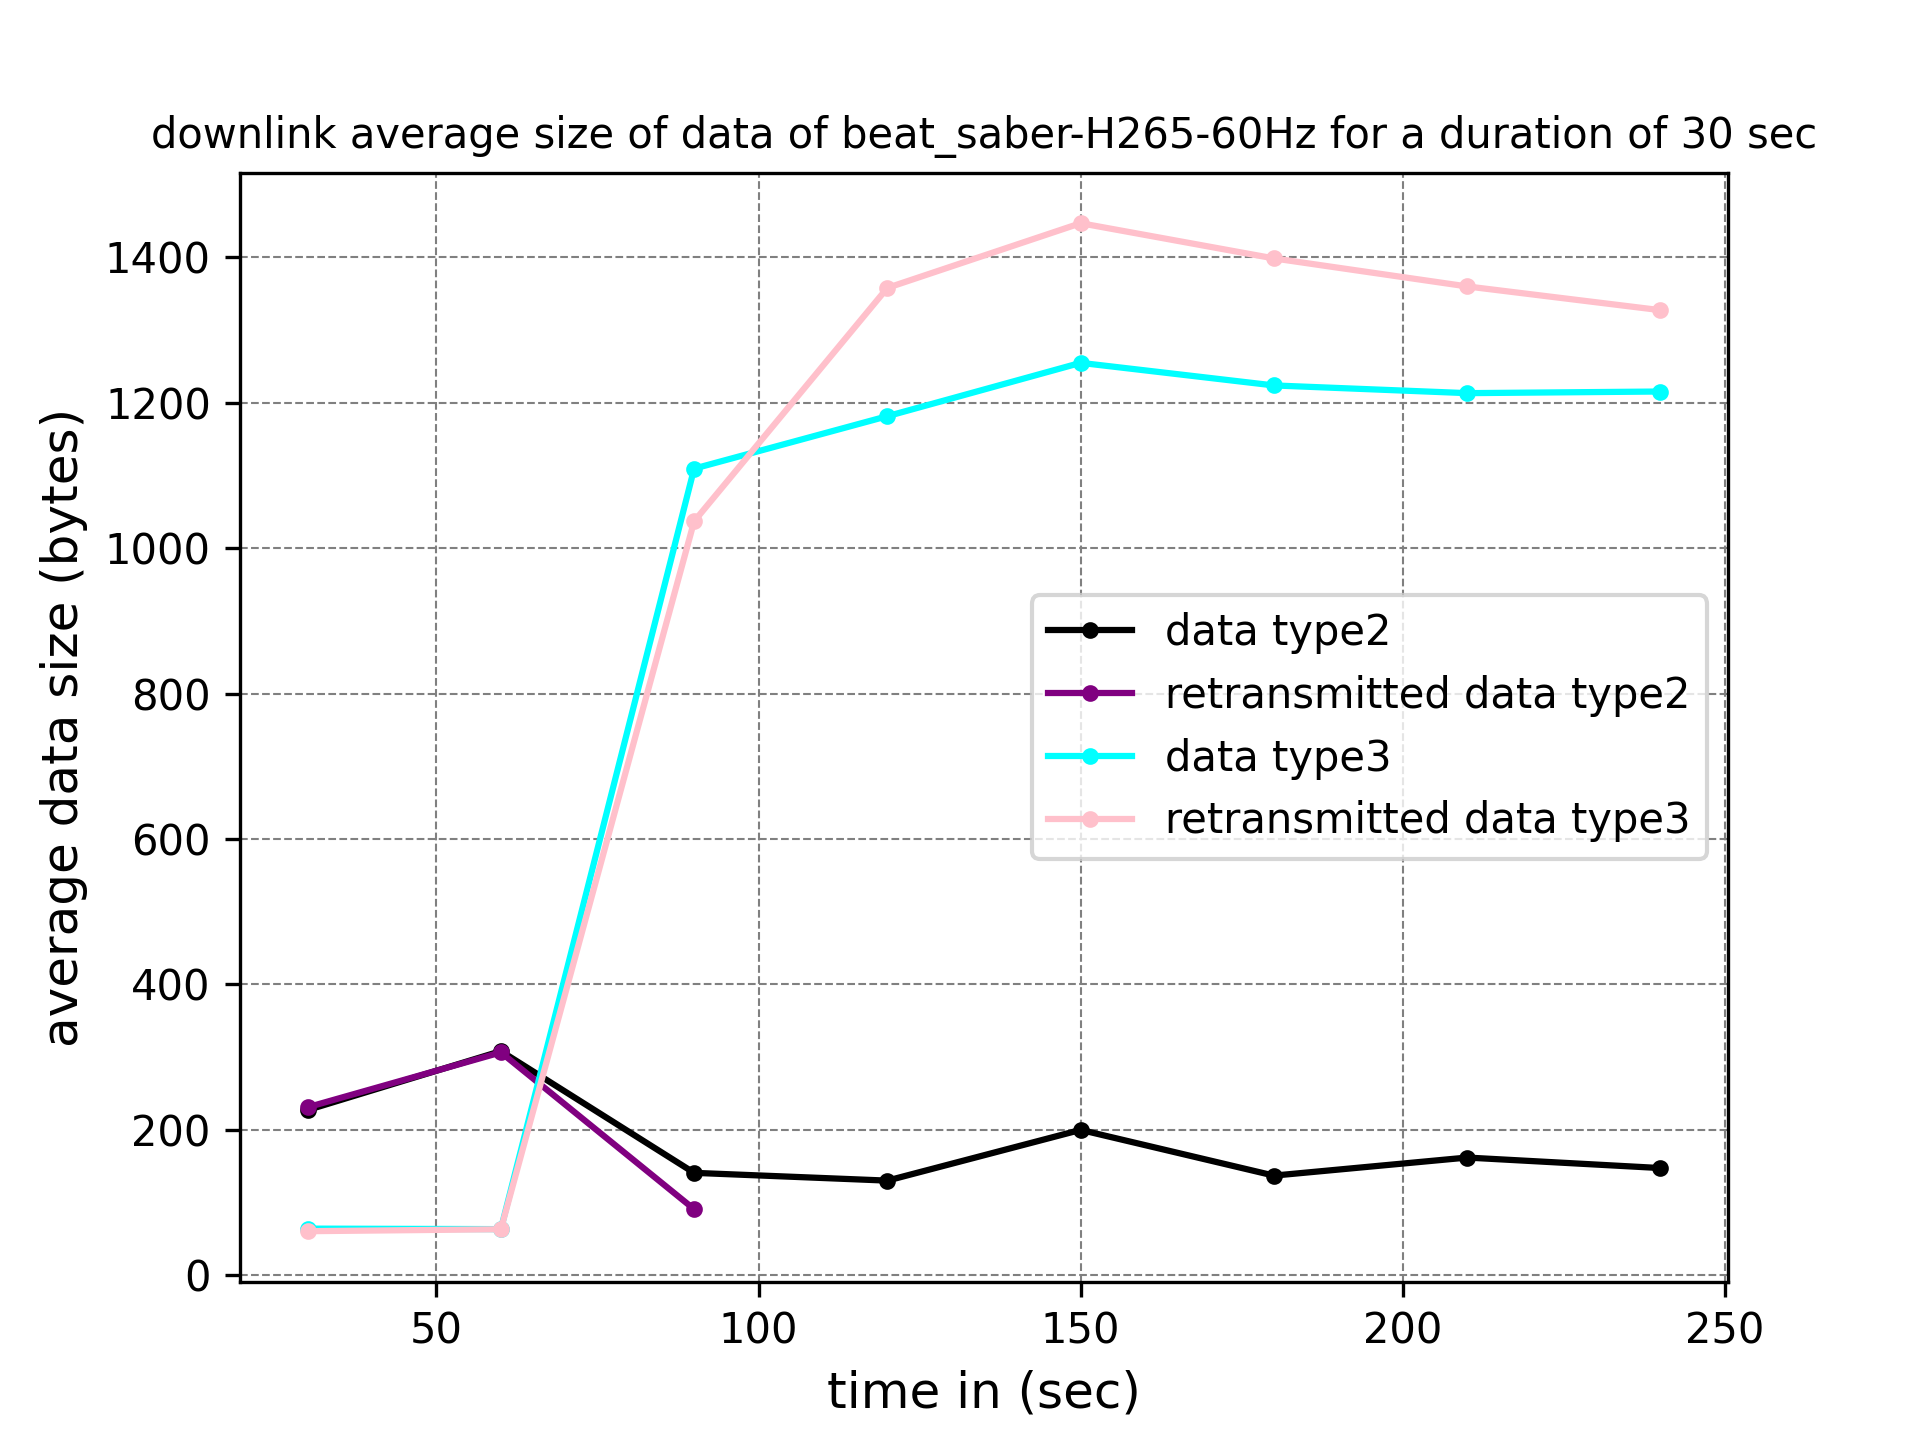 downlink average size of data of beat_saber-H265-60Hz for a duration of 30 sec
average data size (bytes)
1400
1200
1000
800
600
400
200
0
data type2
retransmitted data type2
data type3
retransmitted data type3
50 100 150 200 250
time in (sec)